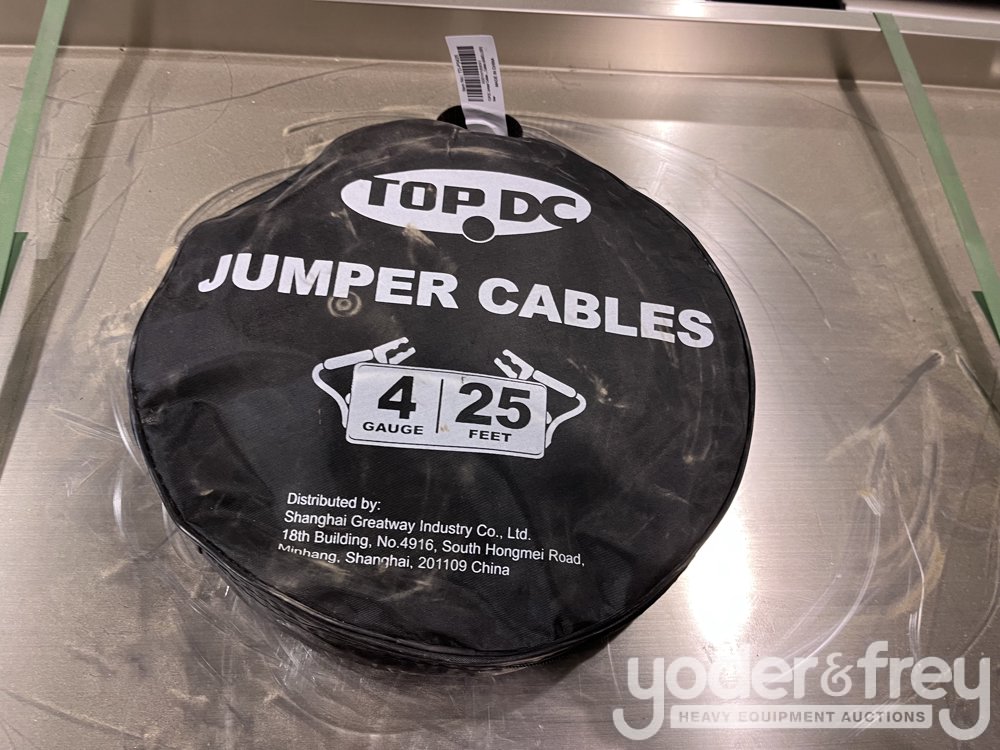 TOP DC
JUMPER CABLES
4 25
GAUGE FEET
Distributed by:
Shanghai Greatway Industry Co., Ltd.
18th Building, No.4916, South Hongmei Road,
Minhang, Shanghai, 201109 China
yoder&frey
HEAVY EQUIPMENT AUCTIONS